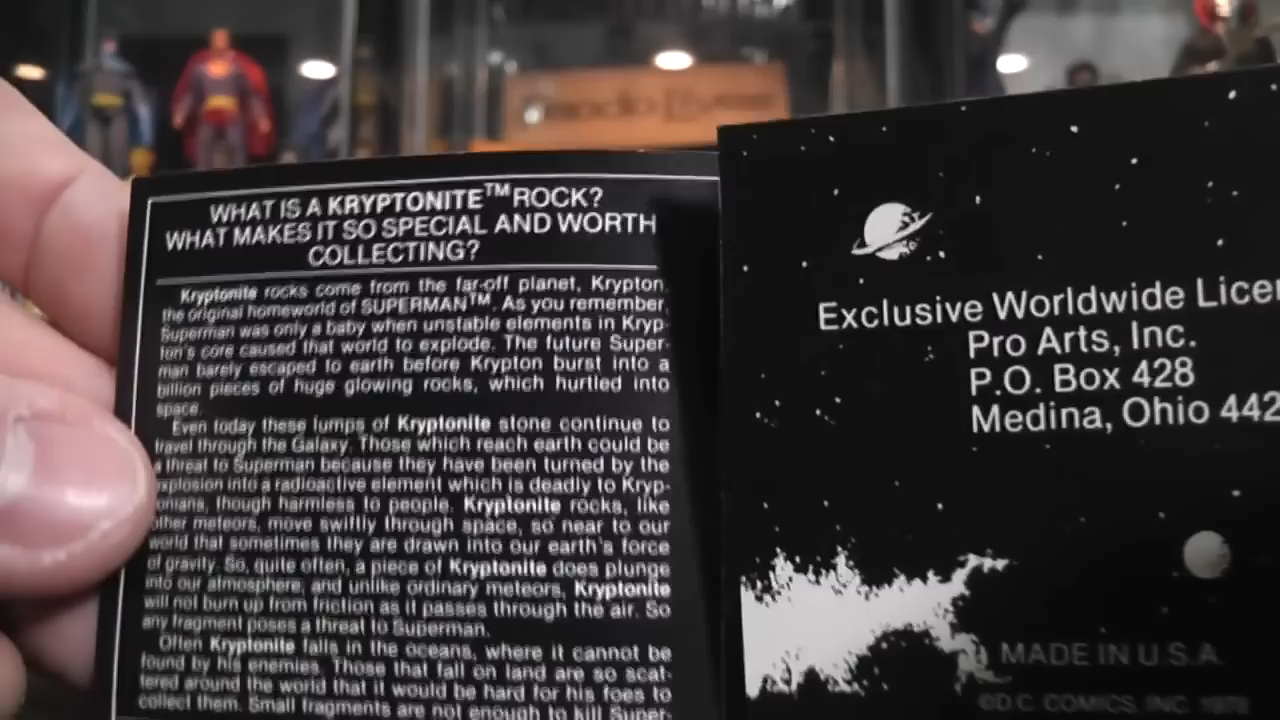 WHAT IS A KRYPTONITE™ ROCK?
WHAT MAKES IT SO SPECIAL AND WORTH
COLLECTING?
Kryptonite rocks come from the far-off planet, Krypton,
the original homeworld of SUPERMAN™. As you remember,
Superman was only a baby when unstable elements in Kryp-
ton's core caused that world to explode. The future Super-
man barely escaped to earth before Krypton burst into a
billion pieces of huge glowing rocks, which hurtled into
space.
Even today these lumps of Kryptonite stone continue to
travel through the Galaxy. Those which reach earth could be
a threat to Superman because they have been turned by the
explosion into a radioactive element which is deadly to Kryp-
onians, though harmless to people. Kryptonite rocks, like
other meteors, move swiftly through space, so near to our
world that sometimes they are drawn into our earth's force
of gravity. So, quite often, a piece of Kryptonite does plunge
into our atmosphere, and unlike ordinary meteors, Kryptonite
will not burn up from friction as it passes through the air. So
any fragment poses a threat to Superman.
Often Kryptonite falls in the oceans, where it cannot be
found by his enemies. Those that fall on land are so scat-
tered around the world that it would be hard for his foes to
collect them. Small fragments are not enough to kill Super-
Exclusive Worldwide Licen
Pro Arts, Inc.
P.O. Box 428
Medina, Ohio 442
MADE IN U.S.A.
©D.C. COMICS, INC. 1978